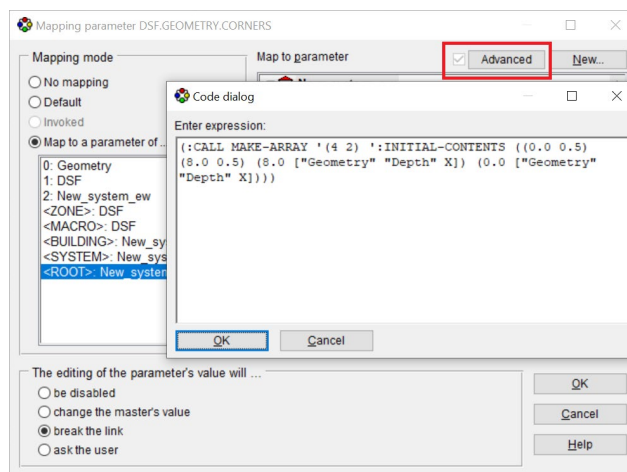 Mapping parameter DSF.GEOMETRY.CORNERS
Mapping mode
Map to parameter
Advanced
New...
No mapping
Default
Invoked
Map to a parameter of ..
0: Geometry
1: DSF
2: New_system_ew
<ZONE>: DSF
<MACRO>: DSF
<BUILDING>: New_sy
<SYSTEM>: New_sys
<ROOT>: New_system
Code dialog
Enter expression:
(:CALL MAKE-ARRAY '(4 2) ':INITIAL-CONTENTS ((0.0 0.5)
(8.0 0.5) (8.0 ["Geometry" "Depth" X]) (0.0 ["Geometry"
"Depth" X])))
OK
Cancel
The editing of the parameter's value will ...
be disabled
change the master's value
break the link
ask the user
OK
Cancel
Help